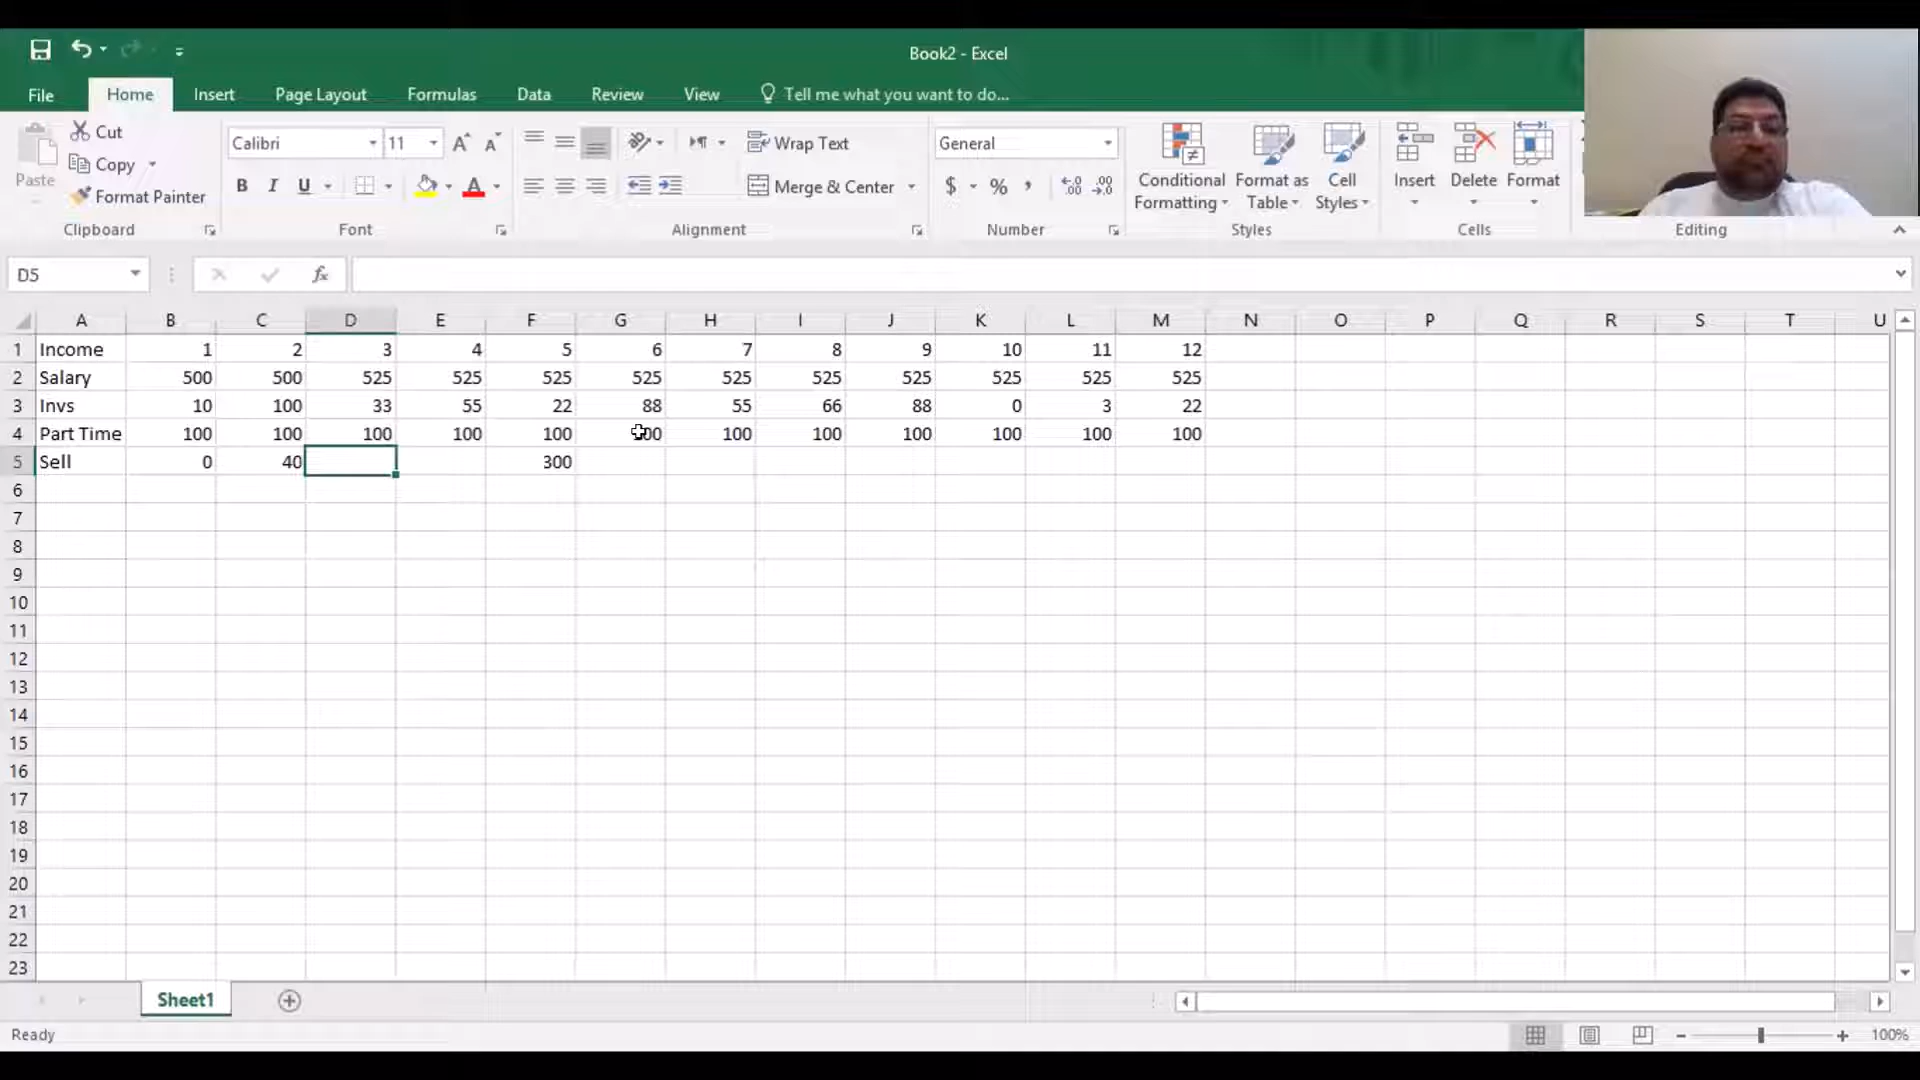 Book2 - Excel
File Home Insert Page Layout Formulas Data Review View Tell me what you want to do...
Paste
Cut
Copy
Format Painter
Clipboard
Calibri 11
B I U A
Font
Wrap Text
Merge & Center
Alignment
General
$ % ,
Number
Conditional Formatting
Format as Table
Cell Styles
Styles
Insert Delete Format
Cells
Editing
D5 fx
A B C D E F G H I J K L M N O P Q R S T U
1 Income 1 2 3 4 5 6 7 8 9 10 11 12
2 Salary 500 500 525 525 525 525 525 525 525 525 525 525
3 Invs 10 100 33 55 22 88 55 66 88 0 3 22
4 Part Time 100 100 100 100 100 100 100 100 100 100 100 100
5 Sell 0 40 300
6
7
8
9
10
11
12
13
14
15
16
17
18
19
20
21
22
23
Sheet1
Ready 100%